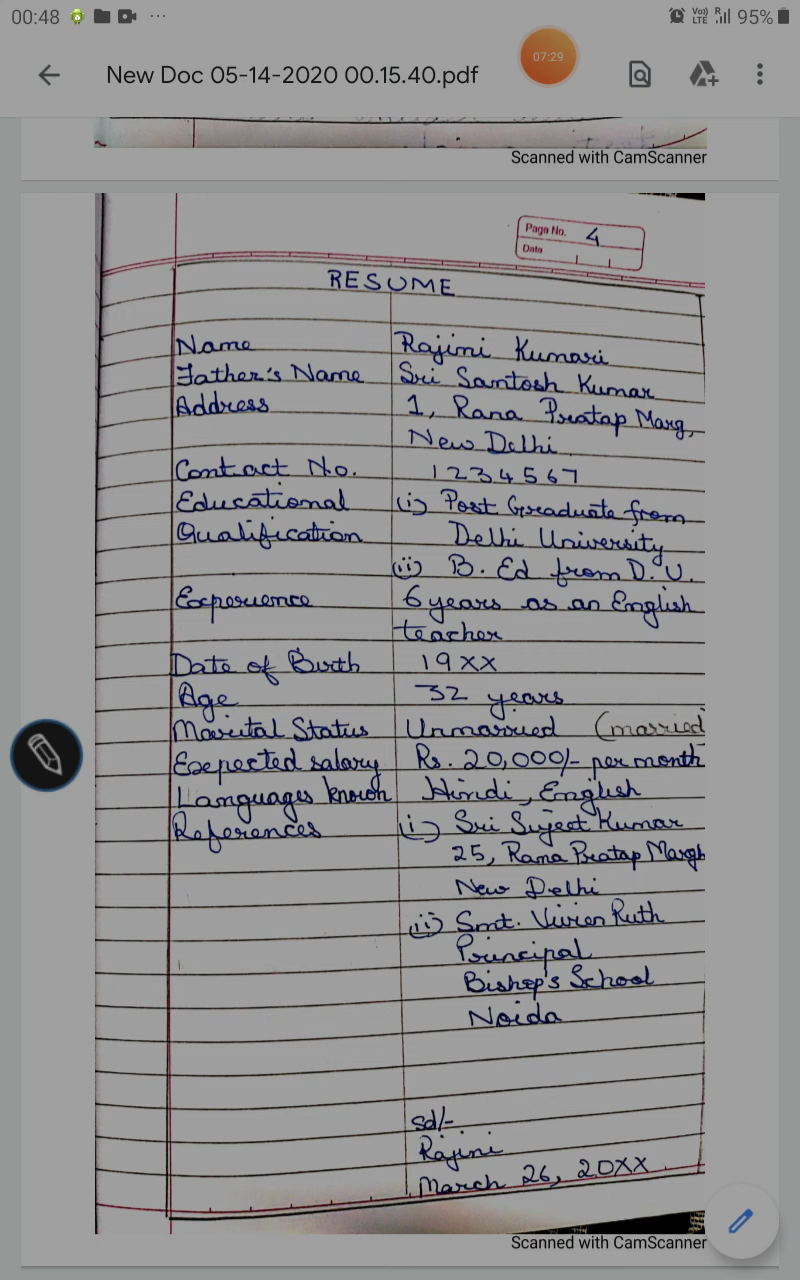 00:48 ... Vo) LTE R 95%
New Doc 05-14-2020 00.15.40.pdf
07:29
Scanned with CamScanner
Page No. 4
Date
RESUME
Name Rajini Kumari
Father's Name Sri Santosh Kumar
Address 1, Rana Pratap Marg,
New Delhi
Contact No. 1234567
Educational (i) Post Graduate from
Qualification Delhi University
(ii) B. Ed from D. U.
Experience 6 years as an English
teacher
Date of Birth 19XX
Age 32 years
Marital Status Unmarried (married
Expected salary Rs. 20,000/- per month
Languages known Hindi, English
References (i) Sri Sujeet Kumar
25, Rana Pratap Margh
New Delhi
(ii) Smt. Vivien Ruth
Principal
Bishop's School
Noida
sd/-
Rajini
March 26, 20XX
Scanned with CamScanner